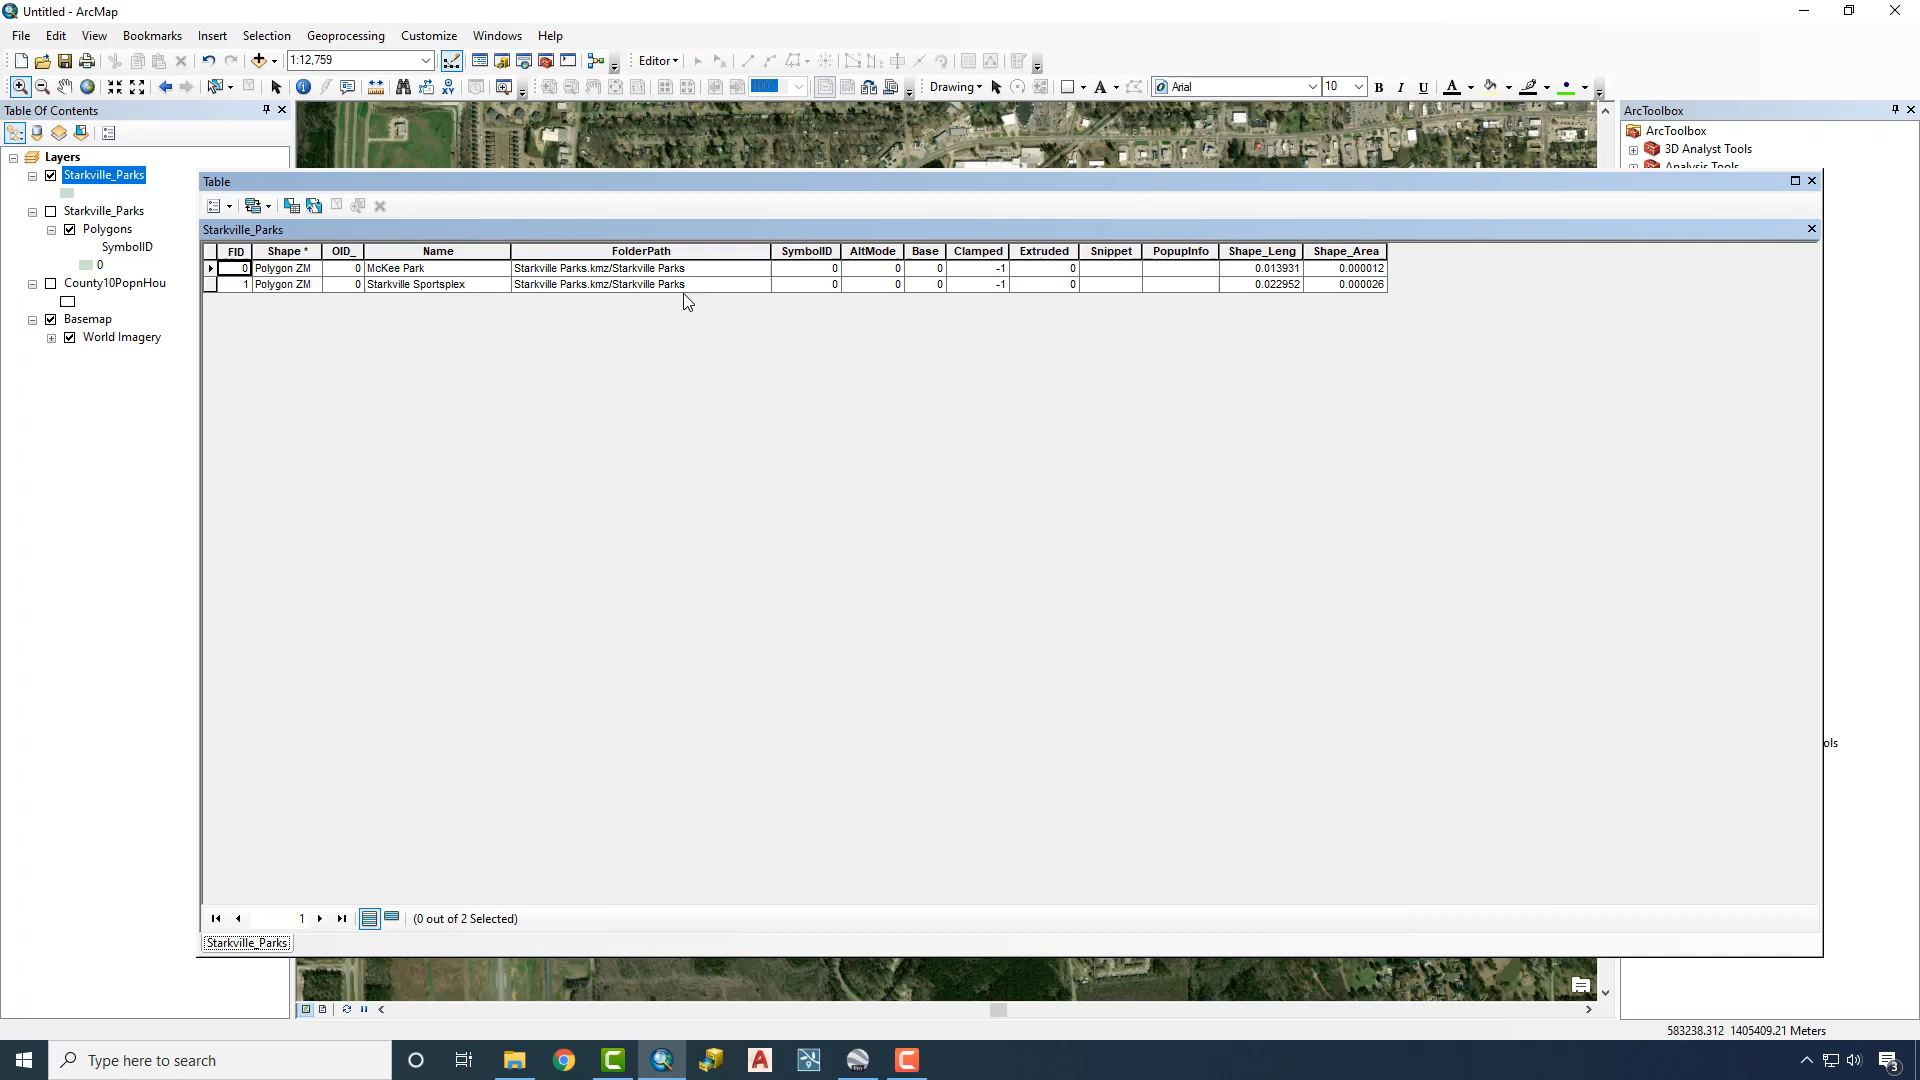 Untitled - ArcMap
File Edit View Bookmarks Insert Selection Geoprocessing Customize Windows Help
1:12,759 Editor
Drawing Arial 10 B I U A
Table Of Contents
ArcToolbox
Layers
Starkville_Parks
Starkville_Parks
Polygons
SymbolID
0
County10PopnHou
Basemap
World Imagery
ArcToolbox
3D Analyst Tools
Analysis Tools
Table
Starkville_Parks
FID Shape * OID_ Name FolderPath SymbolID AltMode Base Clamped Extruded Snippet PopupInfo Shape_Leng Shape_Area
0 Polygon ZM 0 McKee Park Starkville Parks.kmz/Starkville Parks 0 0 0 -1 0 0.013931 0.000012
1 Polygon ZM 0 Starkville Sportsplex Starkville Parks.kmz/Starkville Parks 0 0 0 -1 0 0.022952 0.000026
ols
1 (0 out of 2 Selected)
Starkville_Parks
583238.312 1405409.21 Meters
Type here to search
3